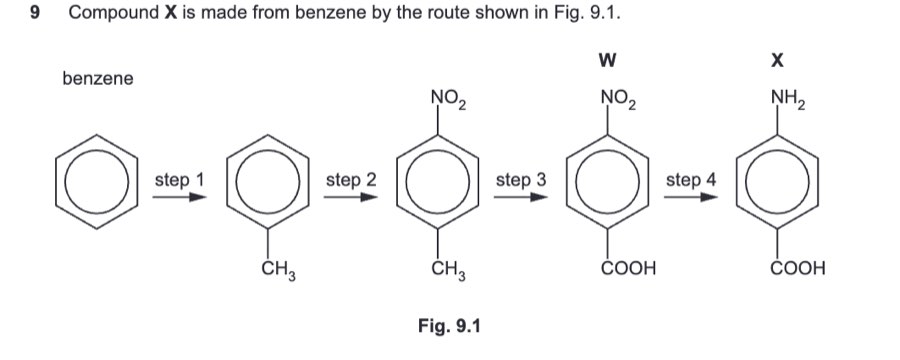 9 Compound X is made from benzene by the route shown in Fig. 9.1.
W X
benzene
NO2 NO2 NH2
step 1 step 2 step 3 step 4
CH3 CH3 COOH COOH
Fig. 9.1